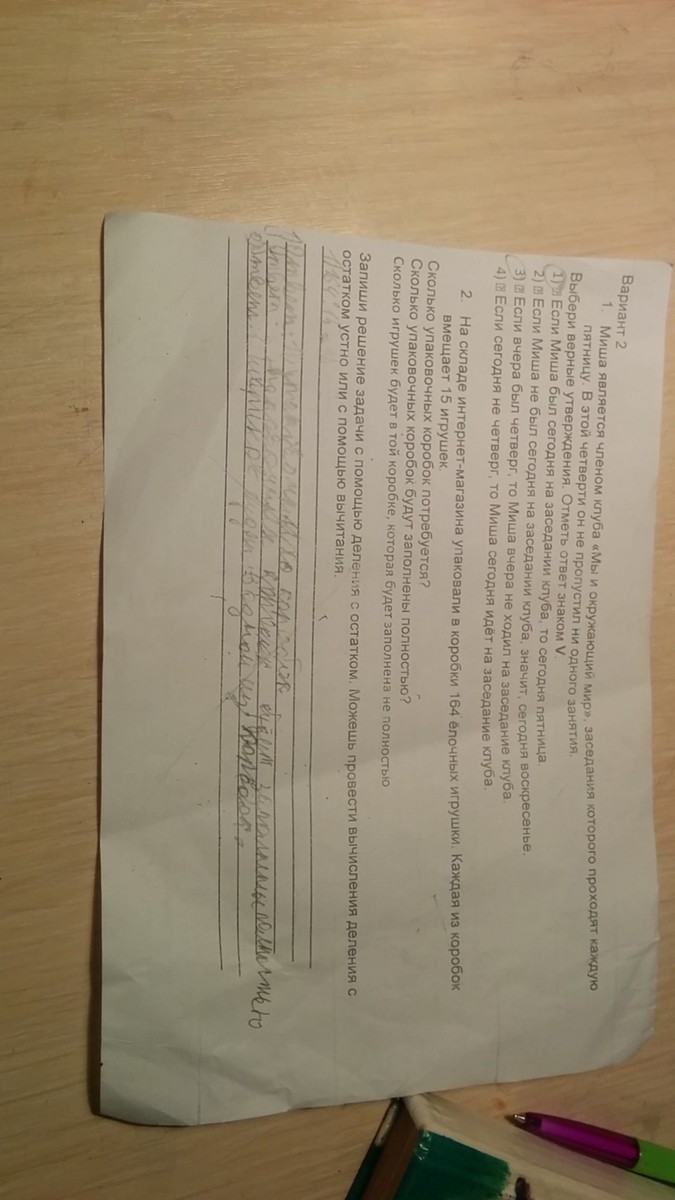 Вариант 2
1. Миша является членом клуба «Мы и окружающий мир», заседания которого проходят каждую
пятницу. В этой четверти он не пропустил ни одного занятия.
Выбери верные утверждения. Отметь ответ знаком V.
1) Если Миша был сегодня на заседании клуба, то сегодня пятница.
2) Если Миша не был сегодня на заседании клуба, значит, сегодня воскресенье.
3) Если вчера был четверг, то Миша вчера не ходил на заседание клуба.
4) Если сегодня не четверг, то Миша сегодня идёт на заседание клуба.
2. На складе интернет-магазина упаковали в коробки 164 ёлочных игрушки. Каждая из коробок
вмещает 15 игрушек.
Сколько упаковочных коробок потребуется?
Сколько упаковочных коробок будут заполнены полностью?
Сколько игрушек будет в той коробке, которая будет заполнена не полностью
Запиши решение задачи с помощью деления с остатком. Можешь провести вычисления деления с
остатком устно или с помощью вычитания
коробок
будут полностью
в одной из коробок.